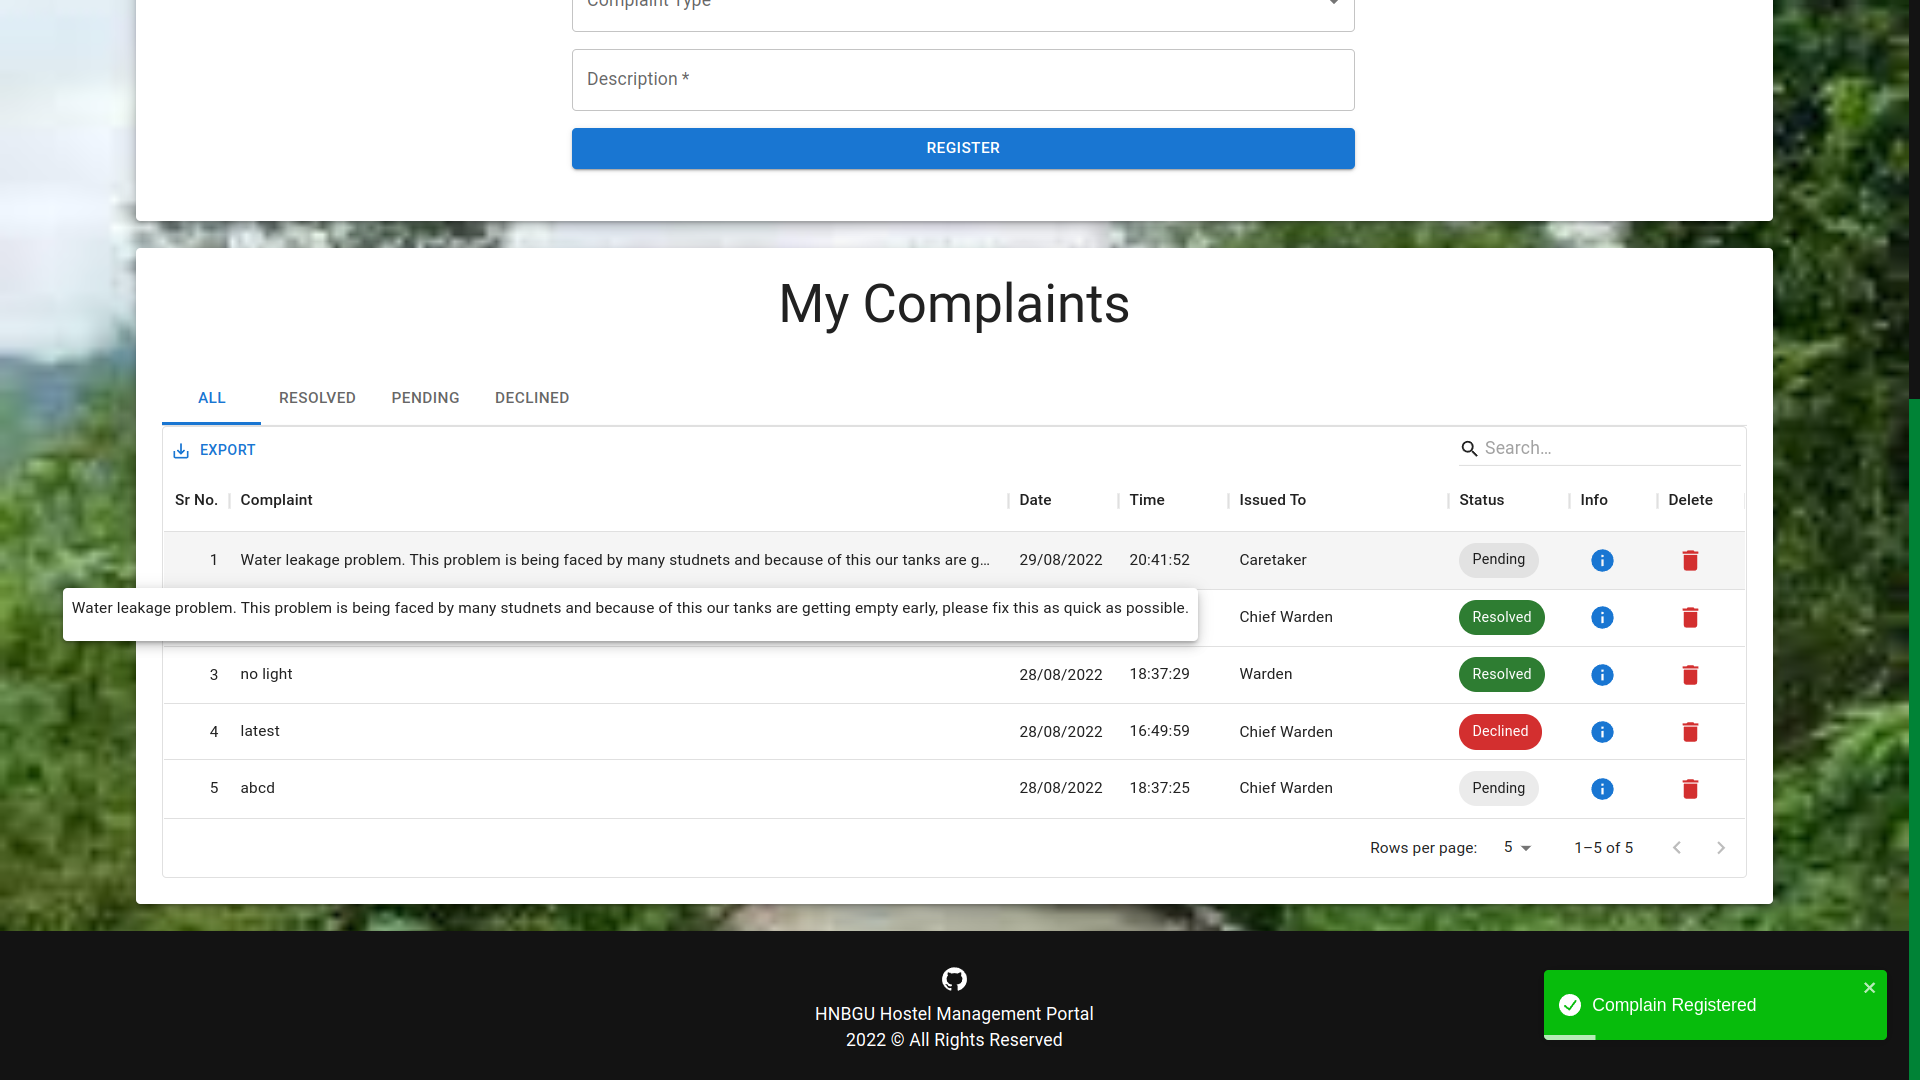 Complaint Type
Description *
REGISTER
My Complaints
ALL RESOLVED PENDING DECLINED
EXPORT Search...
Sr No. Complaint Date Time Issued To Status Info Delete
1 Water leakage problem. This problem is being faced by many studnets and because of this our tanks are g... 29/08/2022 20:41:52 Caretaker Pending
Water leakage problem. This problem is being faced by many studnets and because of this our tanks are getting empty early, please fix this as quick as possible.
Chief Warden Resolved
3 no light 28/08/2022 18:37:29 Warden Resolved
4 latest 28/08/2022 16:49:59 Chief Warden Declined
5 abcd 28/08/2022 18:37:25 Chief Warden Pending
Rows per page: 5 1–5 of 5
HNBGU Hostel Management Portal
2022 © All Rights Reserved
Complain Registered